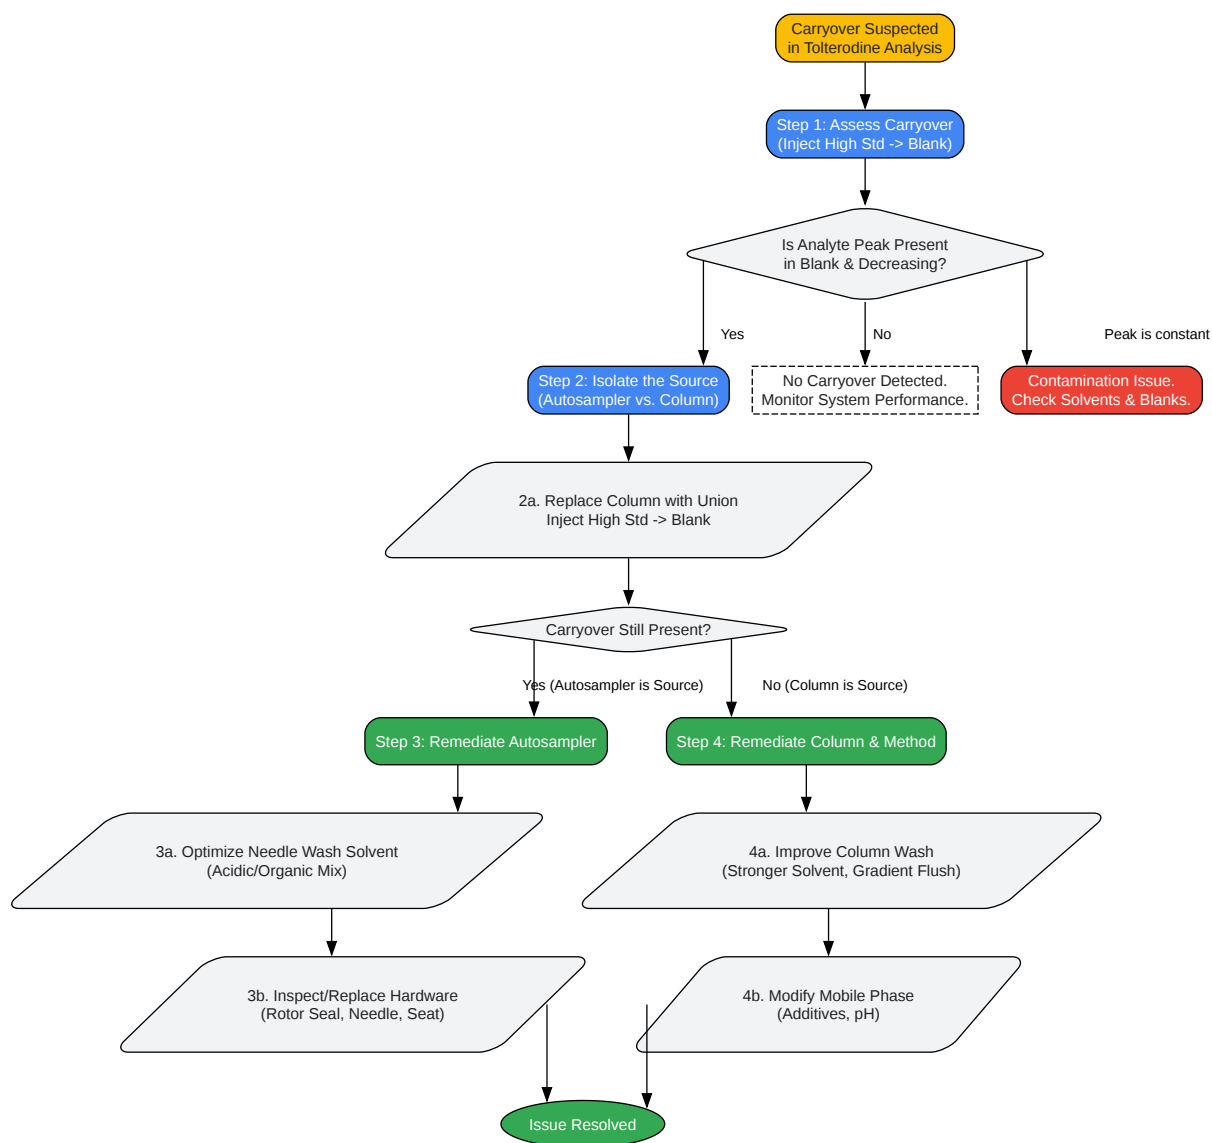 Carryover Suspected
in Tolterodine Analysis
Step 1: Assess Carryover
(Inject High Std -> Blank)
Is Analyte Peak Present
in Blank & Decreasing?
Yes
No
Peak is constant
Step 2: Isolate the Source
(Autosampler vs. Column)
No Carryover Detected.
Monitor System Performance.
Contamination Issue.
Check Solvents & Blanks.
2a. Replace Column with Union
Inject High Std -> Blank
Carryover Still Present?
Yes (Autosampler is Source)
No (Column is Source)
Step 3: Remediate Autosampler
Step 4: Remediate Column & Method
3a. Optimize Needle Wash Solvent
(Acidic/Organic Mix)
4a. Improve Column Wash
(Stronger Solvent, Gradient Flush)
3b. Inspect/Replace Hardware
(Rotor Seal, Needle, Seat)
4b. Modify Mobile Phase
(Additives, pH)
Issue Resolved